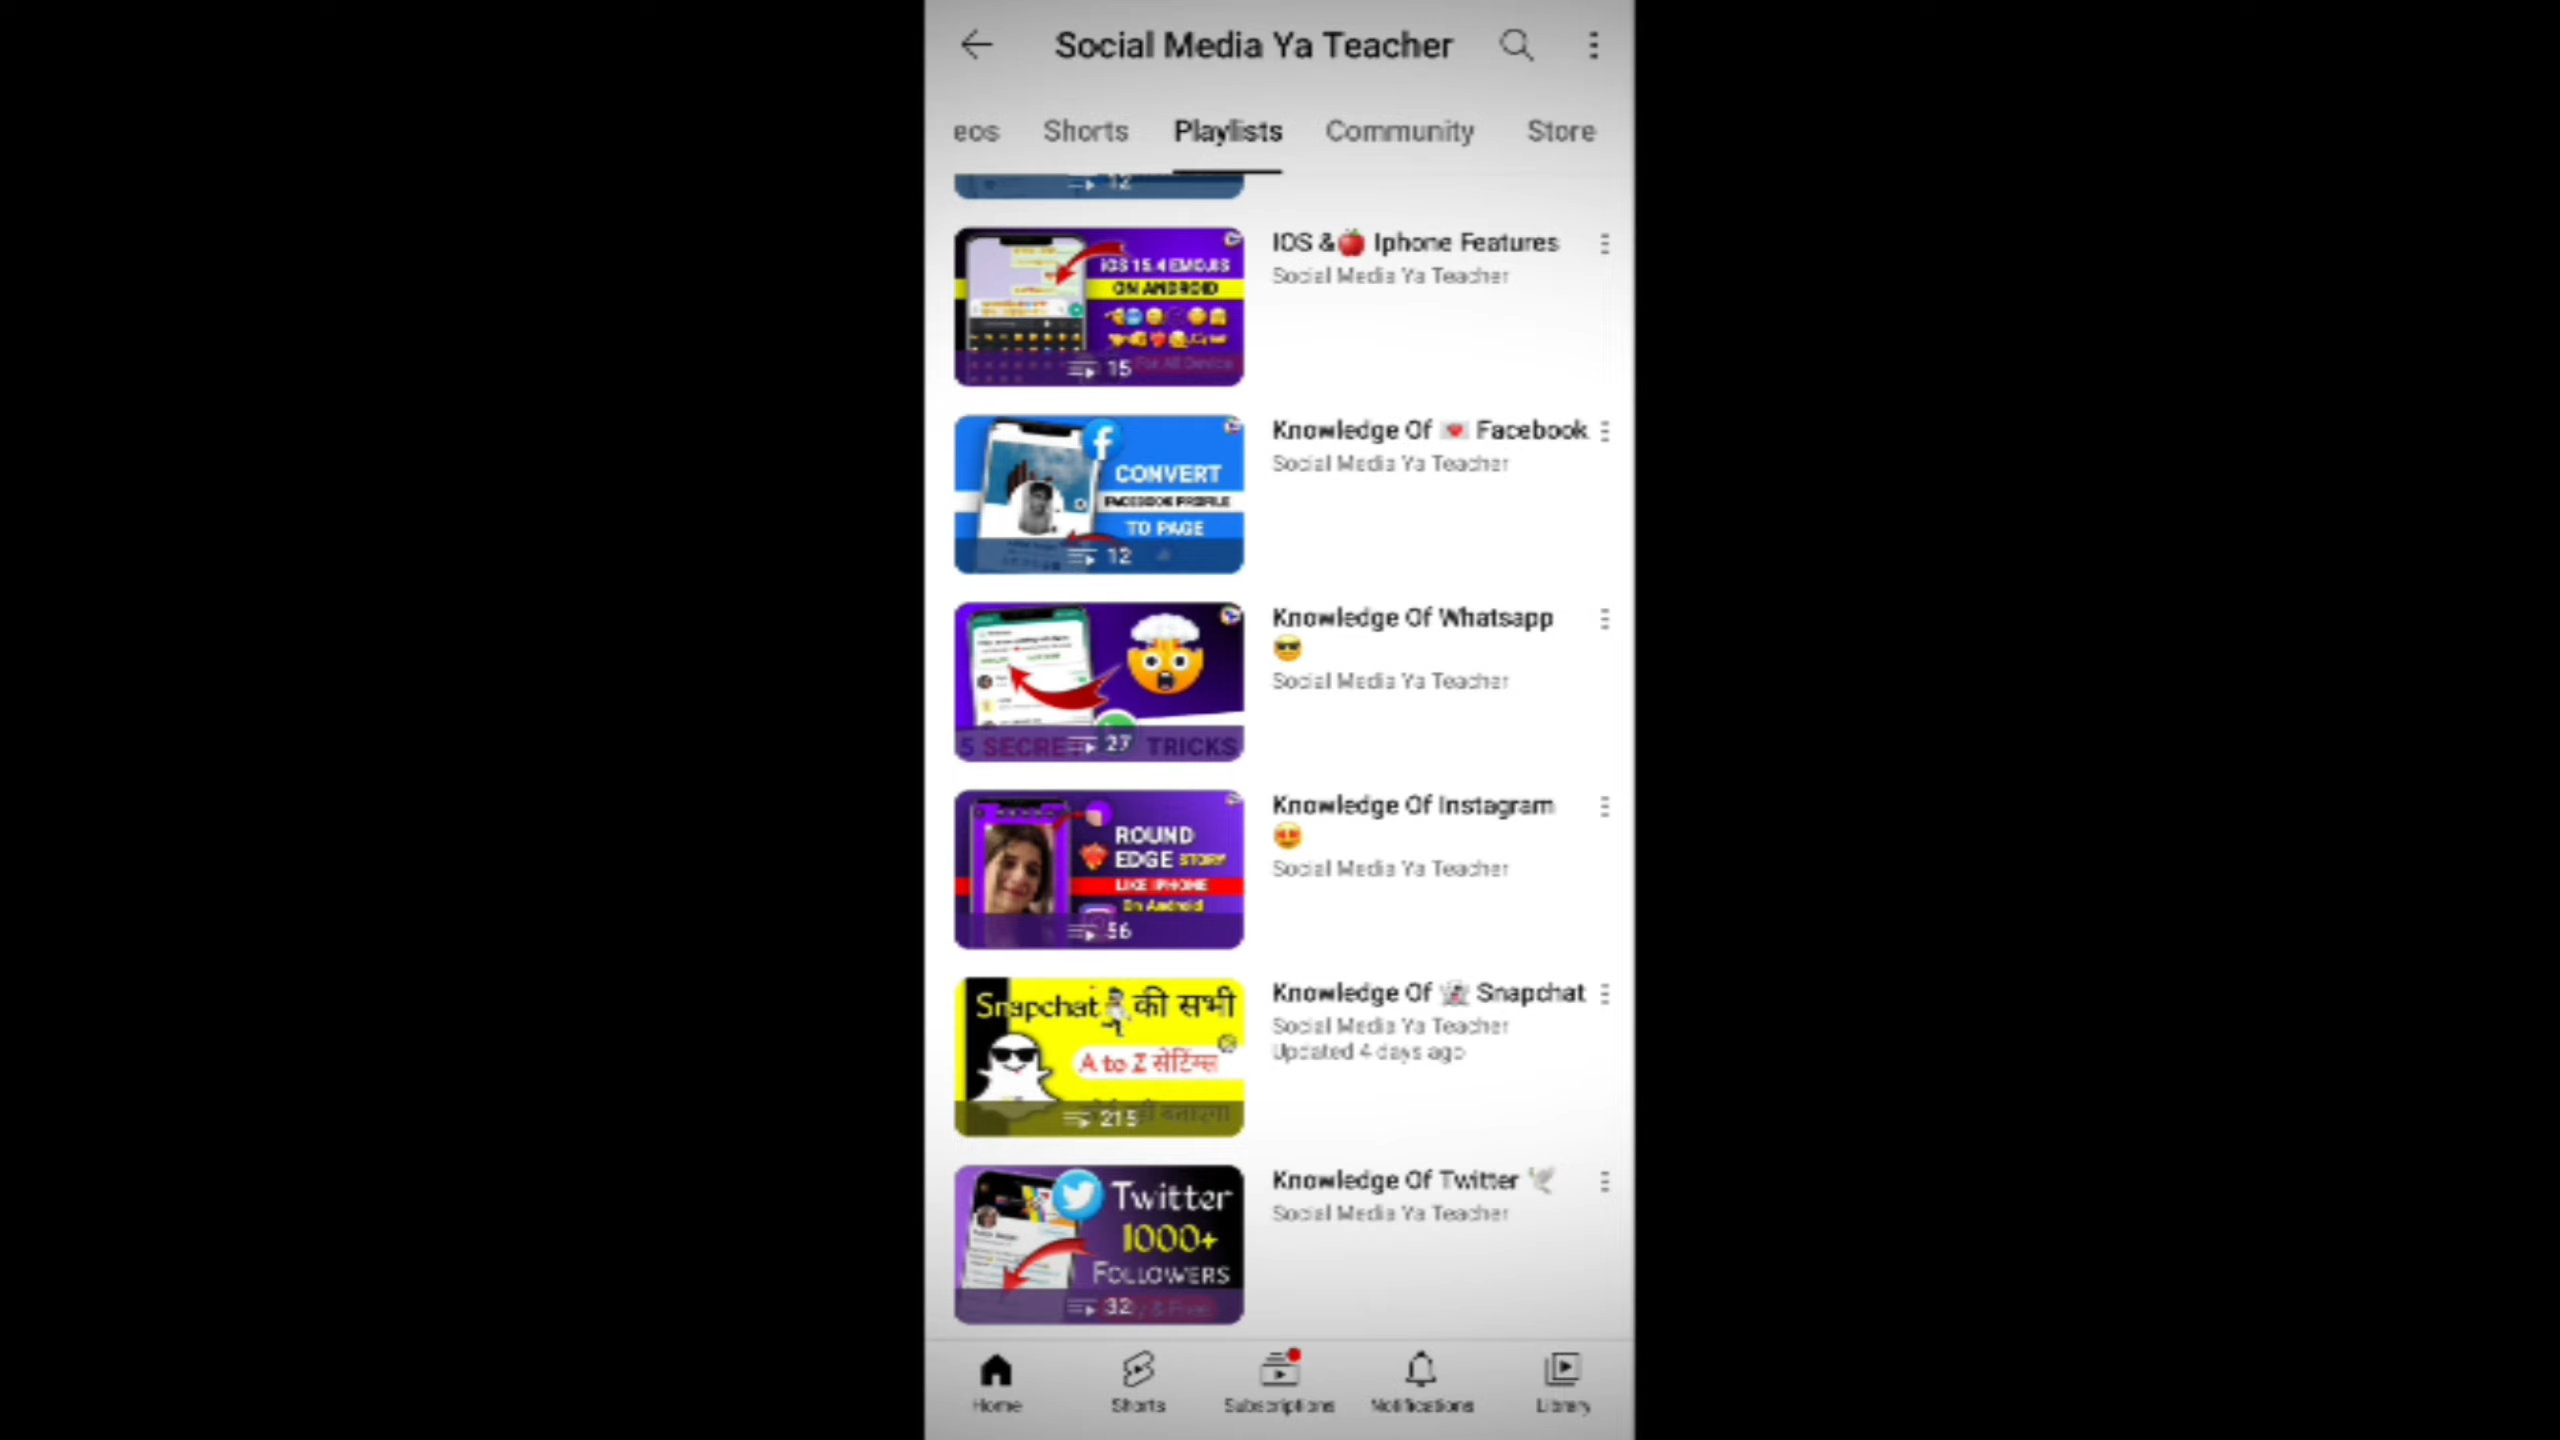 Social Media Ya Teacher
eos Shorts Playlists Community Store
12
IOS &🍎 Iphone Features
Social Media Ya Teacher
iOS 15.4 EMOJIS
ON ANDROID
For All Device
15
Knowledge Of 💌 Facebook
Social Media Ya Teacher
CONVERT
FACEBOOK PROFILE
TO PAGE
12
Knowledge Of Whatsapp
😎
Social Media Ya Teacher
5 SECRET TRICKS
27
Knowledge Of Instagram
😍
Social Media Ya Teacher
ROUND
EDGE STORY
LIKE IPHONE
On Android
56
Knowledge Of 👻 Snapchat
Social Media Ya Teacher
Updated 4 days ago
Snapchat की सभी
A to Z सेटिंग्स
215
Knowledge Of Twitter 🕊
Social Media Ya Teacher
Twitter
1000+
FOLLOWERS
32
Home Shorts Subscriptions Notifications Library